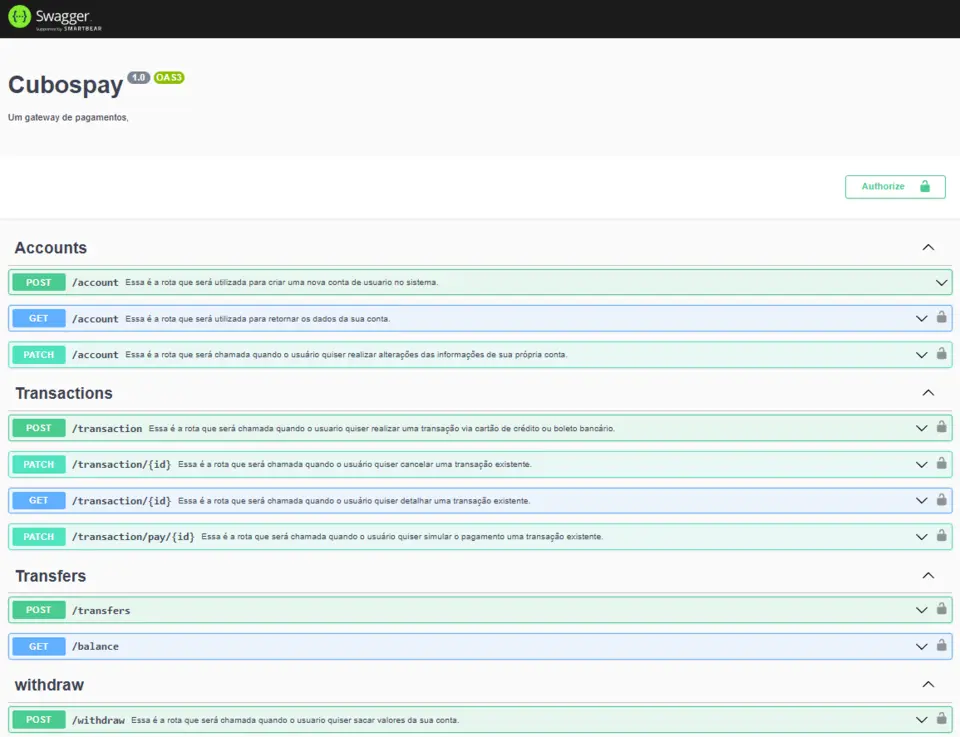 Swagger
Supported by SMARTBEAR
Cubospay 1.0 OAS3
Um gateway de pagamentos,
Authorize
Accounts
POST /account Essa é a rota que será utilizada para criar uma nova conta de usuario no sistema.
GET /account Essa é a rota que será utilizada para retornar os dados da sua conta.
PATCH /account Essa é a rota que será chamada quando o usuário quiser realizar alterações das informações de sua própria conta.
Transactions
POST /transaction Essa é a rota que será chamada quando o usuario quiser realizar uma transação via cartão de crédito ou boleto bancário.
PATCH /transaction/{id} Essa é a rota que será chamada quando o usuário quiser cancelar uma transação existente.
GET /transaction/{id} Essa é a rota que será chamada quando o usuário quiser detalhar uma transação existente.
PATCH /transaction/pay/{id} Essa é a rota que será chamada quando o usuário quiser simular o pagamento uma transação existente.
Transfers
POST /transfers
GET /balance
withdraw
POST /withdraw Essa é a rota que será chamada quando o usuario quiser sacar valores da sua conta.